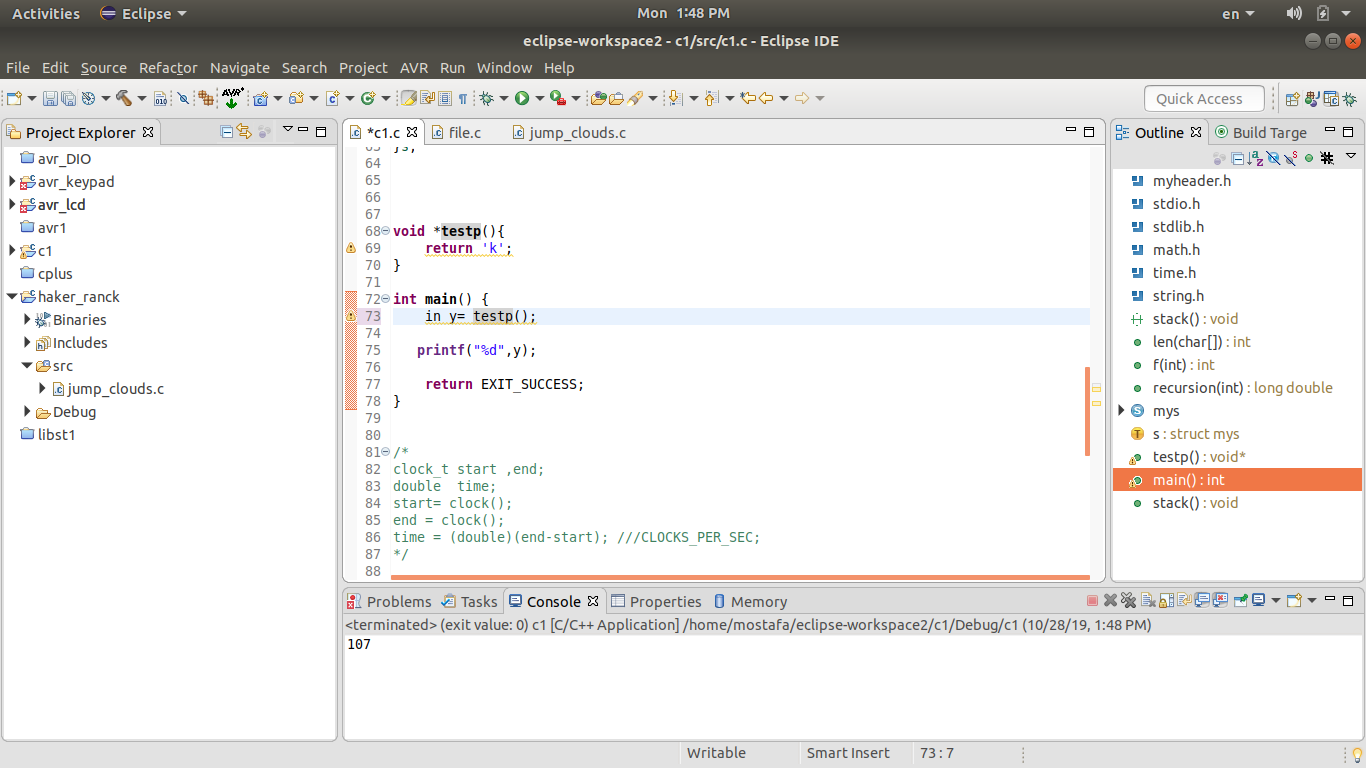 Activities Eclipse Mon 1:48 PM en
eclipse-workspace2 - c1/src/c1.c - Eclipse IDE
File Edit Source Refactor Navigate Search Project AVR Run Window Help
Quick Access
Project Explorer
avr_DIO
avr_keypad
avr_lcd
avr1
c1
cplus
haker_ranck
Binaries
Includes
src
jump_clouds.c
Debug
libst1
*c1.c file.c jump_clouds.c
65 }s;
64
65
66
67
68 void *testp(){
69 return 'k';
70 }
71
72 int main() {
73 in y= testp();
74
75 printf("%d",y);
76
77 return EXIT_SUCCESS;
78 }
79
80
81 /*
82 clock_t start ,end;
83 double  time;
84 start= clock();
85 end = clock();
86 time = (double)(end-start); ///CLOCKS_PER_SEC;
87 */
88
Outline Build Targe
myheader.h
stdio.h
stdlib.h
math.h
time.h
string.h
stack() : void
len(char[]) : int
f(int) : int
recursion(int) : long double
mys
s : struct mys
testp() : void*
main() : int
stack() : void
Problems Tasks Console Properties Memory
<terminated> (exit value: 0) c1 [C/C++ Application] /home/mostafa/eclipse-workspace2/c1/Debug/c1 (10/28/19, 1:48 PM)
107
Writable Smart Insert 73 : 7